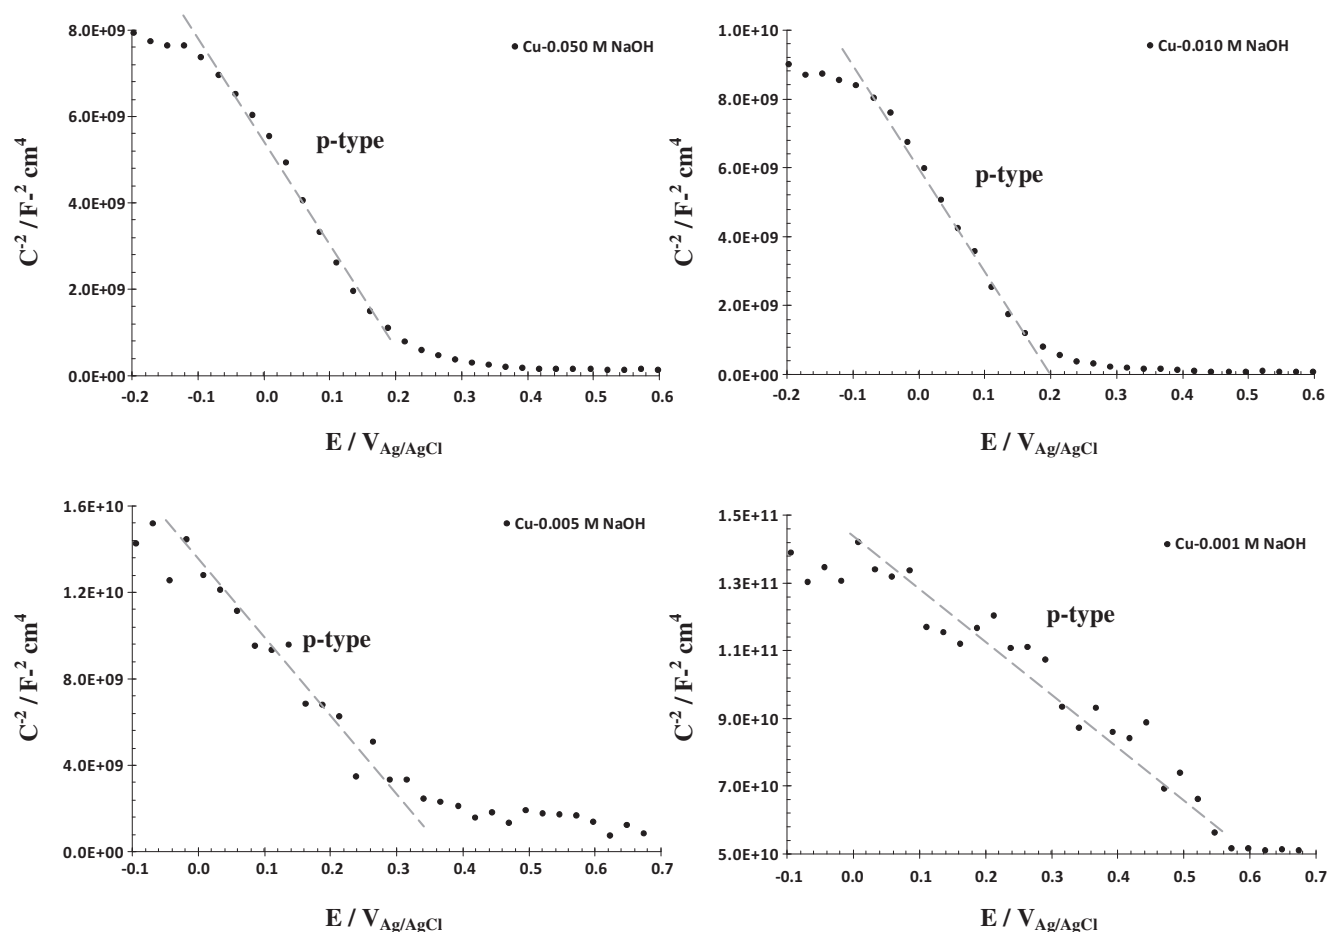 8.0E+09
6.0E+09
4.0E+09
2.0E+09
0.0E+00
-0.2 -0.1 0.0 0.1 0.2 0.3 0.4 0.5 0.6
C⁻² / F-² cm⁴
E / V Ag/AgCl
Cu-0.050 M NaOH
p-type
1.0E+10
8.0E+09
6.0E+09
4.0E+09
2.0E+09
0.0E+00
-0.2 -0.1 0.0 0.1 0.2 0.3 0.4 0.5 0.6
C⁻² / F-² cm⁴
E / V Ag/AgCl
Cu-0.010 M NaOH
p-type
1.6E+10
1.2E+10
8.0E+09
4.0E+09
0.0E+00
-0.1 0.0 0.1 0.2 0.3 0.4 0.5 0.6 0.7
C⁻² / F-² cm⁴
E / V Ag/AgCl
Cu-0.005 M NaOH
p-type
1.5E+11
1.3E+11
1.1E+11
9.0E+10
7.0E+10
5.0E+10
-0.1 0.0 0.1 0.2 0.3 0.4 0.5 0.6 0.7
C⁻² / F-² cm⁴
E / V Ag/AgCl
Cu-0.001 M NaOH
p-type